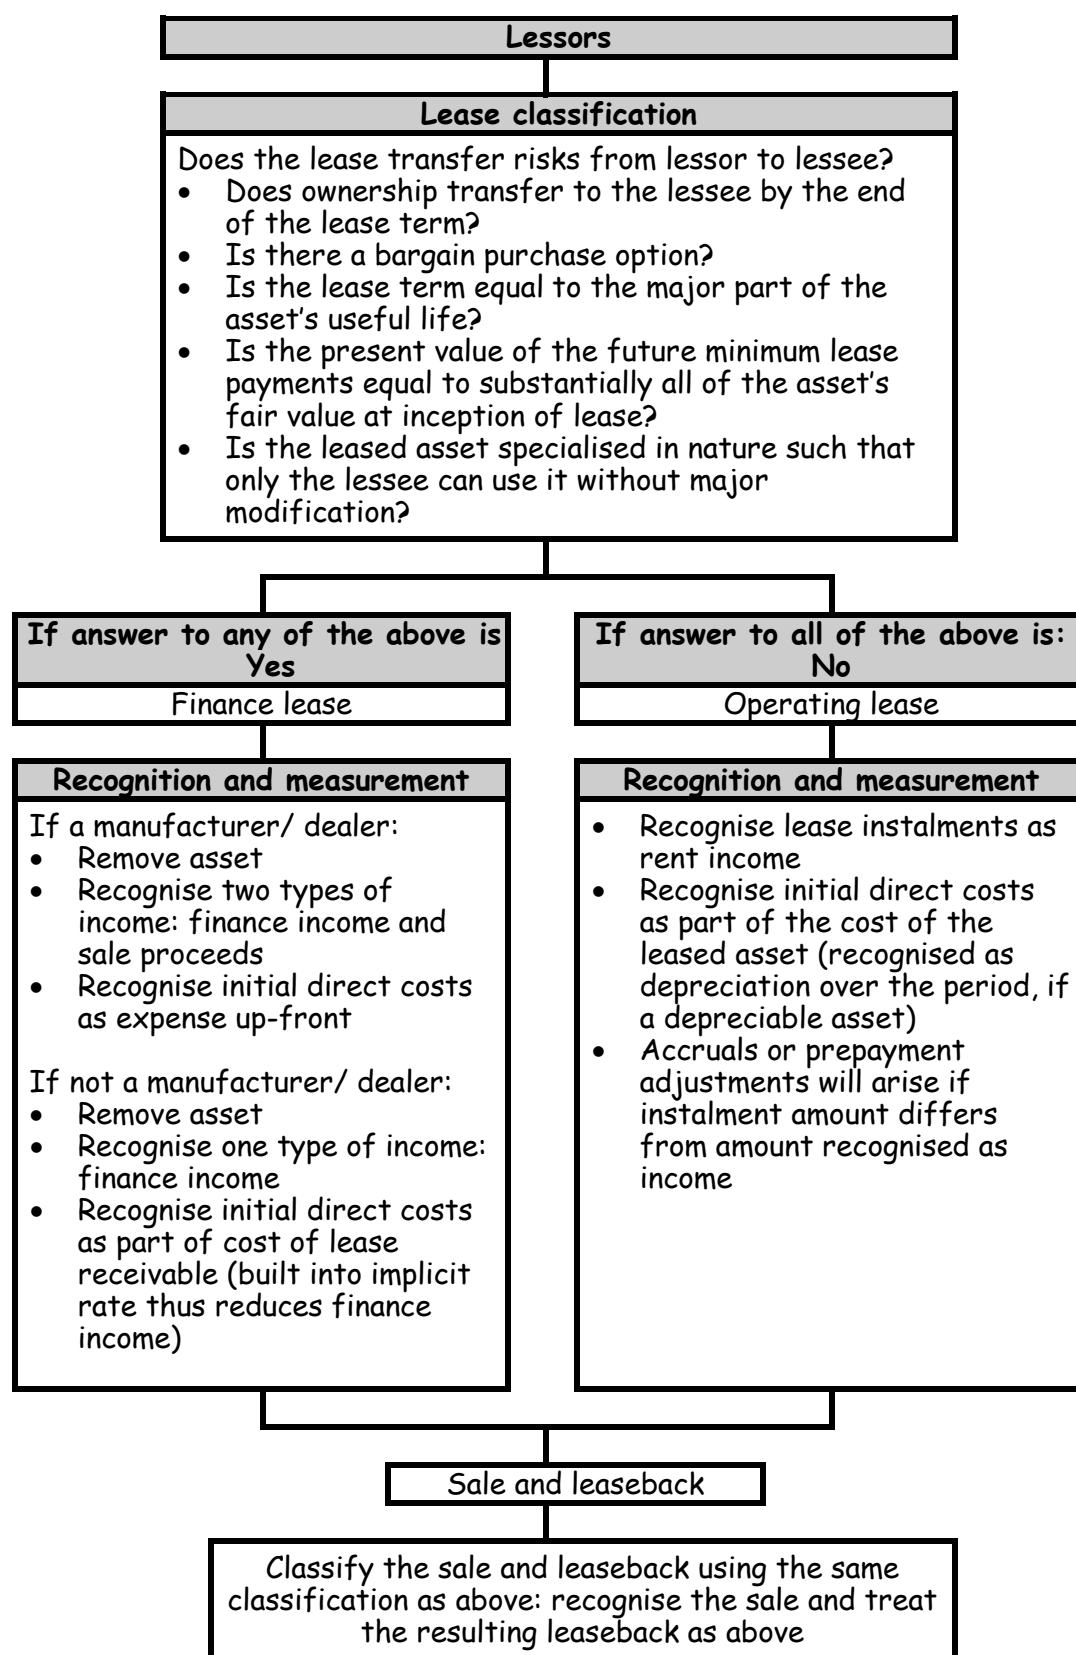 Lessors
Lease classification
Does the lease transfer risks from lessor to lessee?
• Does ownership transfer to the lessee by the end
of the lease term?
• Is there a bargain purchase option?
• Is the lease term equal to the major part of the
asset's useful life?
• Is the present value of the future minimum lease
payments equal to substantially all of the asset's
fair value at inception of lease?
• Is the leased asset specialised in nature such that
only the lessee can use it without major
modification?
If answer to any of the above is
Yes
Finance lease
Recognition and measurement
If a manufacturer/ dealer:
• Remove asset
• Recognise two types of
income: finance income and
sale proceeds
• Recognise initial direct costs
as expense up-front
If not a manufacturer/ dealer:
• Remove asset
• Recognise one type of income:
finance income
• Recognise initial direct costs
as part of cost of lease
receivable (built into implicit
rate thus reduces finance
income)
If answer to all of the above is:
No
Operating lease
Recognition and measurement
• Recognise lease instalments as
rent income
• Recognise initial direct costs
as part of the cost of the
leased asset (recognised as
depreciation over the period, if
a depreciable asset)
• Accruals or prepayment
adjustments will arise if
instalment amount differs
from amount recognised as
income
Sale and leaseback
Classify the sale and leaseback using the same
classification as above: recognise the sale and treat
the resulting leaseback as above